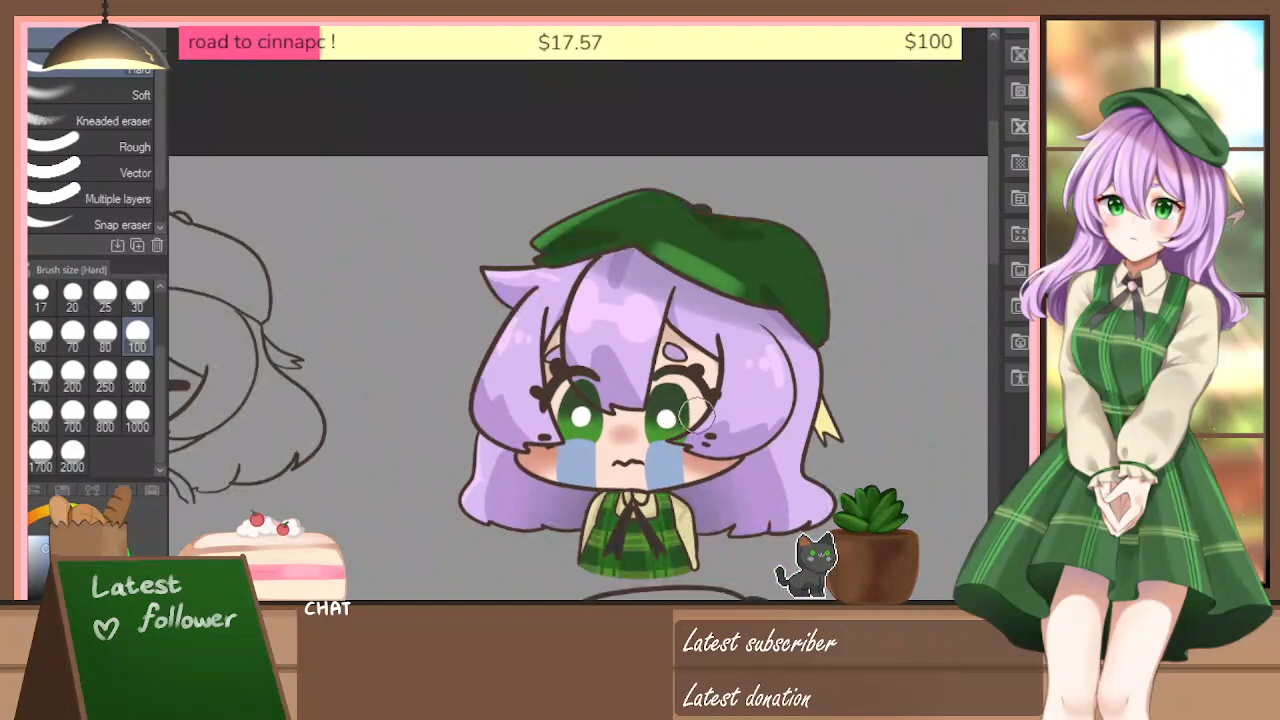 road to cinnapc !
$17.57
$100
Hard
Soft
Kneaded eraser
Rough
Vector
Multiple layers
Snap eraser
Brush size [Hard]
17 20 25 30
60 70 80 100
170 200 250 300
600 700 800 1000
1700 2000
Latest
follower
CHAT
Latest subscriber
Latest donation